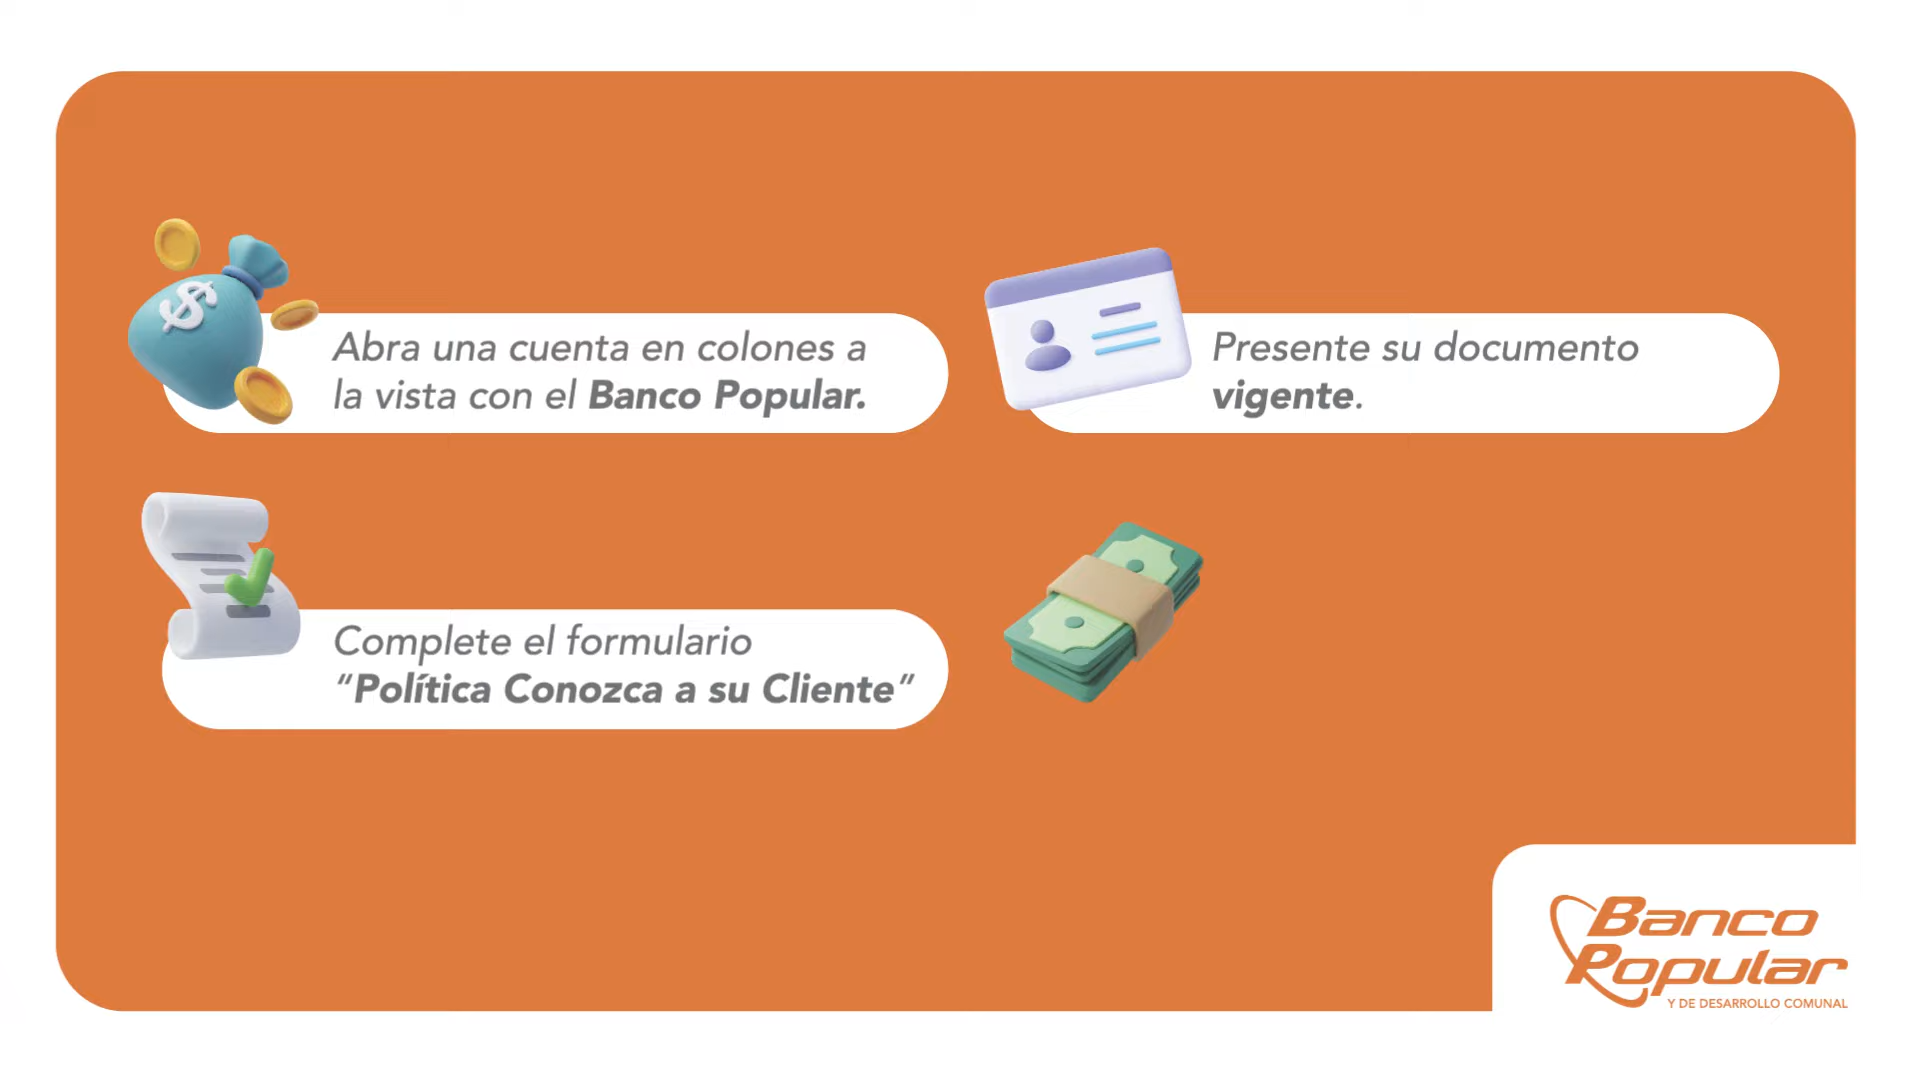 Abra una cuenta en colones a
la vista con el Banco Popular.
Presente su documento
vigente.
Complete el formulario
“Política Conozca a su Cliente”
$
Banco
Popular
Y DE DESARROLLO COMUNAL